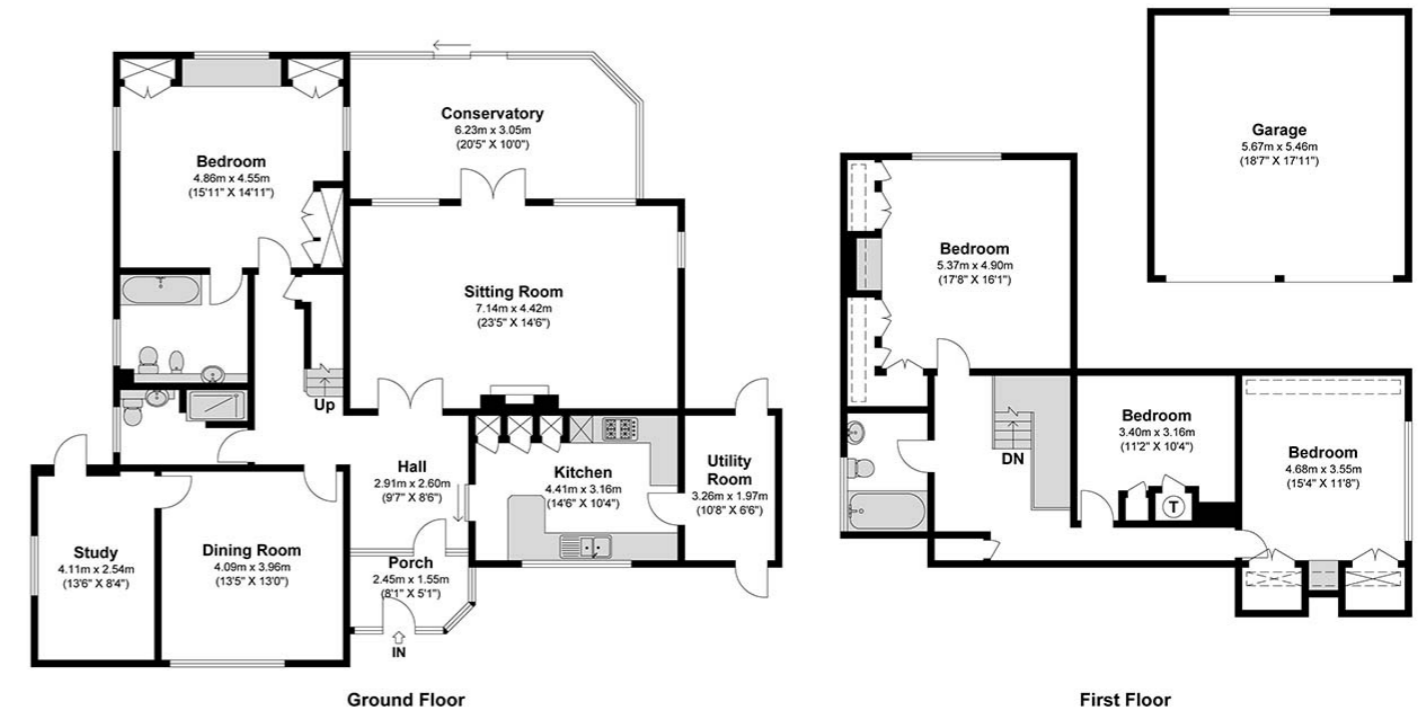 Conservatory
6.23m x 3.05m
(20'5" X 10'0")
Bedroom
4.86m x 4.55m
(15'11" X 14'11")
Sitting Room
7.14m x 4.42m
(23'5" X 14'6")
Up
Hall
2.91m x 2.60m
(9'7" X 8'6")
Kitchen
4.41m x 3.16m
(14'6" X 10'4")
Utility
Room
3.26m x 1.97m
(10'8" X 6'6")
Study
4.11m x 2.54m
(13'6" X 8'4")
Dining Room
4.09m x 3.96m
(13'5" X 13'0")
Porch
2.45m x 1.55m
(8'1" X 5'1")
IN
Ground Floor
Garage
5.67m x 5.46m
(18'7" X 17'11")
Bedroom
5.37m x 4.90m
(17'8" X 16'1")
DN
Bedroom
3.40m x 3.16m
(11'2" X 10'4")
T
Bedroom
4.68m x 3.55m
(15'4" X 11'8")
First Floor